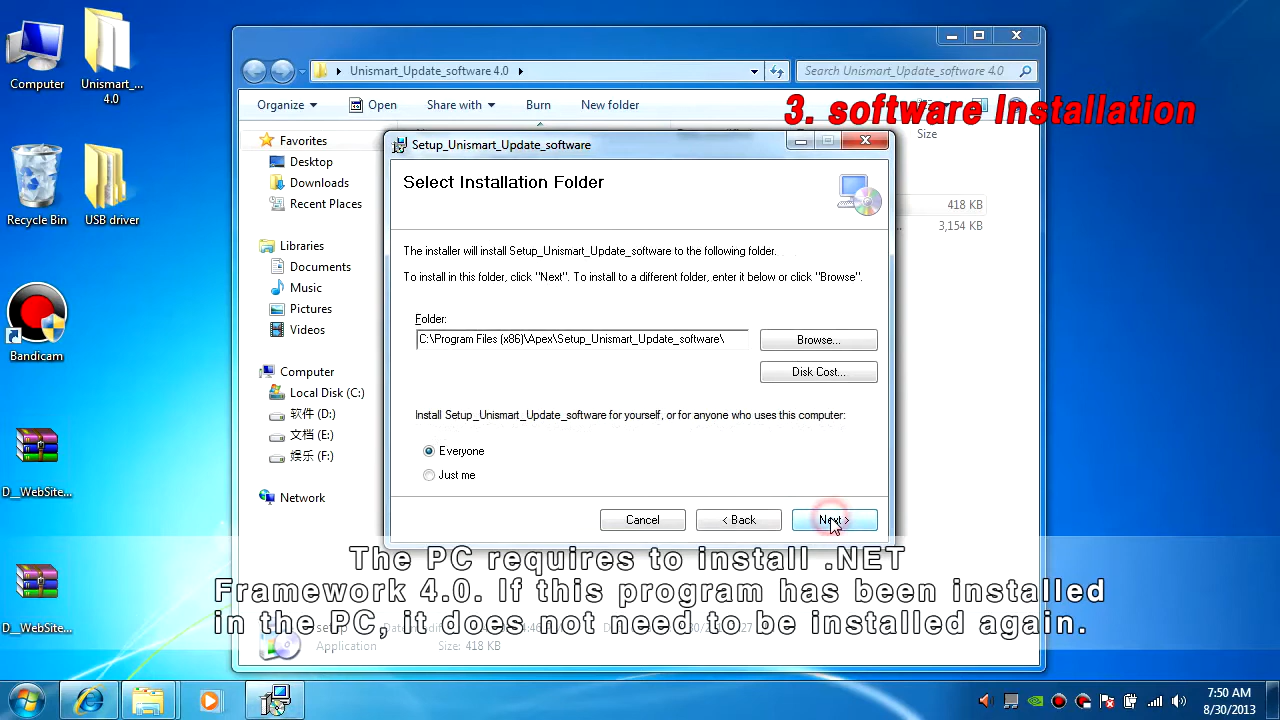 Computer
Unismart_...
4.0
Recycle Bin
USB driver
Bandicam
D__WebSite...
D__WebSite...
Unismart_Update_software 4.0
Search Unismart_Update_software 4.0
Organize
Open
Share with
Burn
New folder
3. software Installation
Size
Favorites
Desktop
Downloads
Recent Places
Libraries
Documents
Music
Pictures
Videos
Computer
Local Disk (C:)
软件 (D:)
文档 (E:)
娱乐 (F:)
Network
418 KB
3,154 KB
Setup_Unismart_Update_software
Select Installation Folder
The installer will install Setup_Unismart_Update_software to the following folder.
To install in this folder, click "Next". To install to a different folder, enter it below or click "Browse".
Folder:
C:\Program Files (x86)\Apex\Setup_Unismart_Update_software\
Browse...
Disk Cost...
Install Setup_Unismart_Update_software for yourself, or for anyone who uses this computer:
Everyone
Just me
Cancel
< Back
Next >
The PC requires to install .NET
Framework 4.0. If this program has been installed
in the PC, it does not need to be installed again.
setup
Application
Size: 418 KB
7:50 AM
8/30/2013